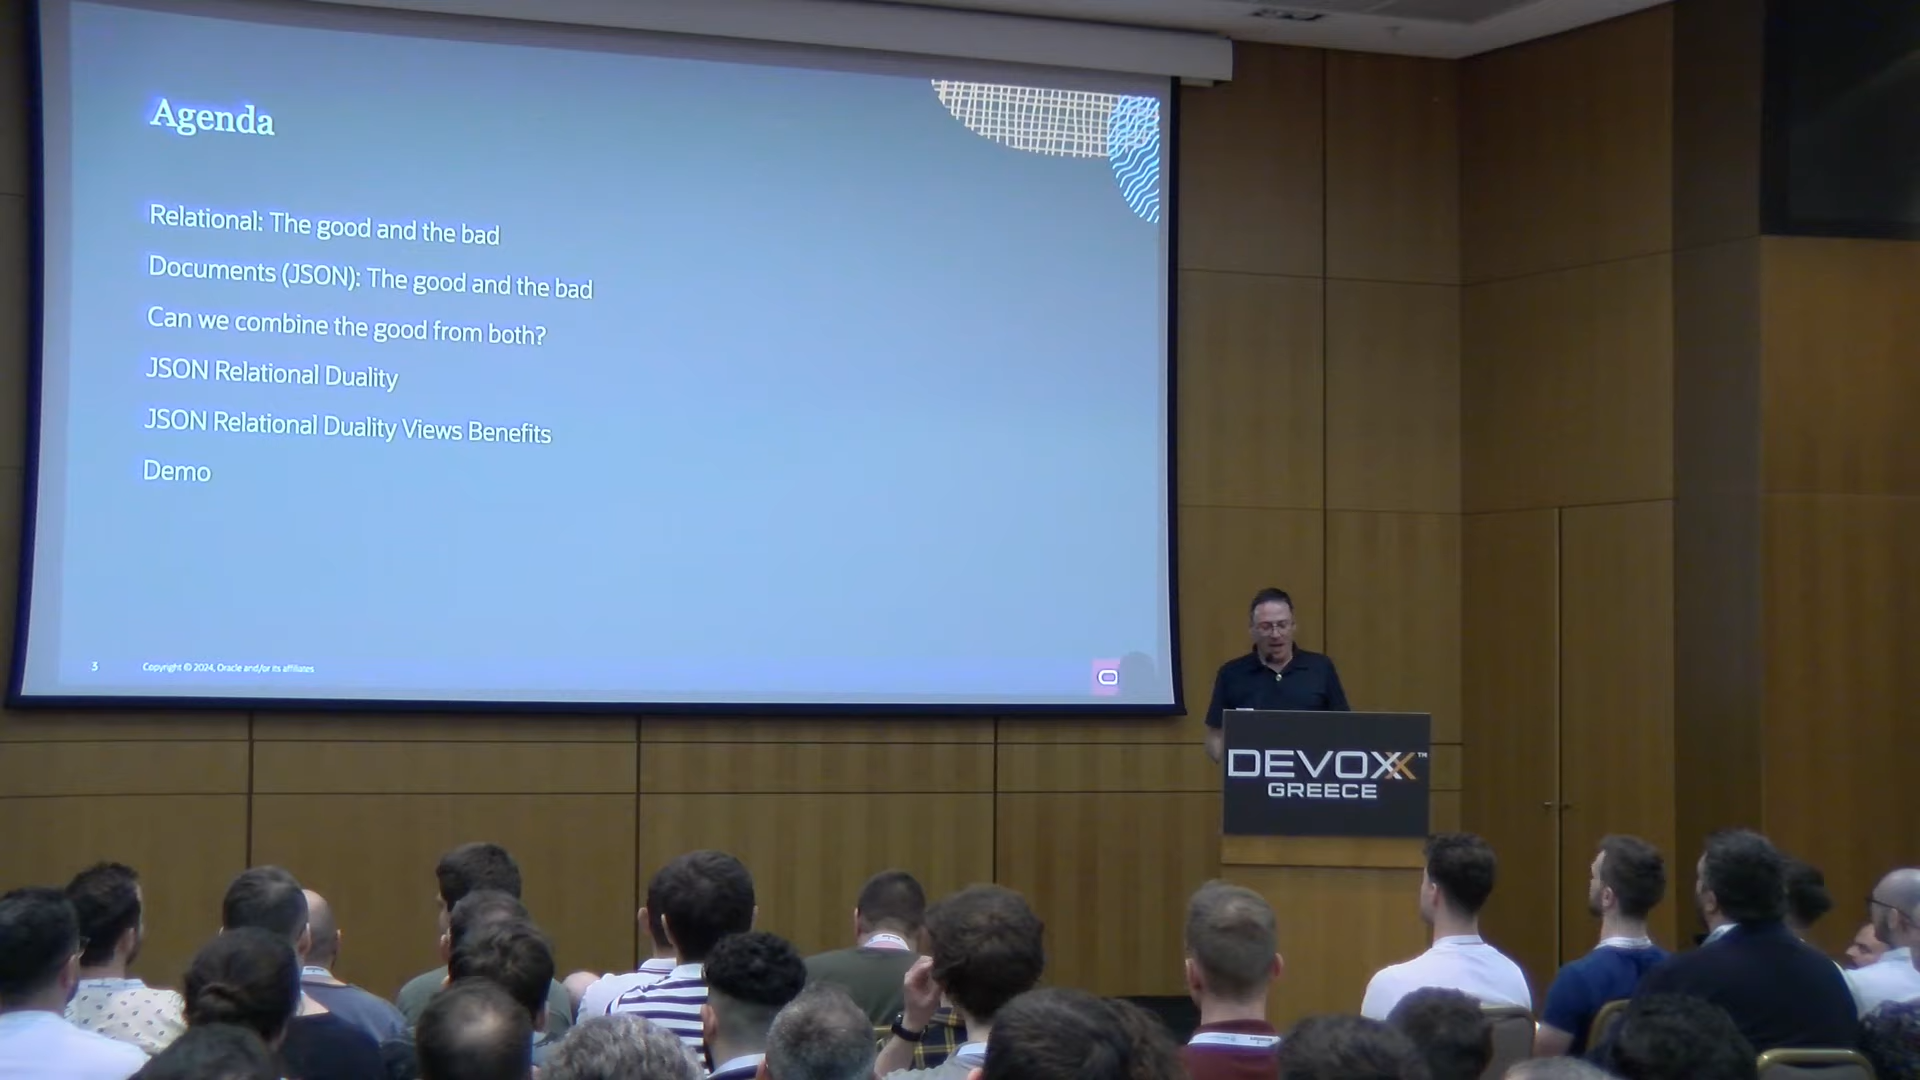 Agenda
Relational: The good and the bad
Documents (JSON): The good and the bad
Can we combine the good from both?
JSON Relational Duality
JSON Relational Duality Views Benefits
Demo
3
Copyright © 2024, Oracle and/or its affiliates
DEVOXX™
GREECE